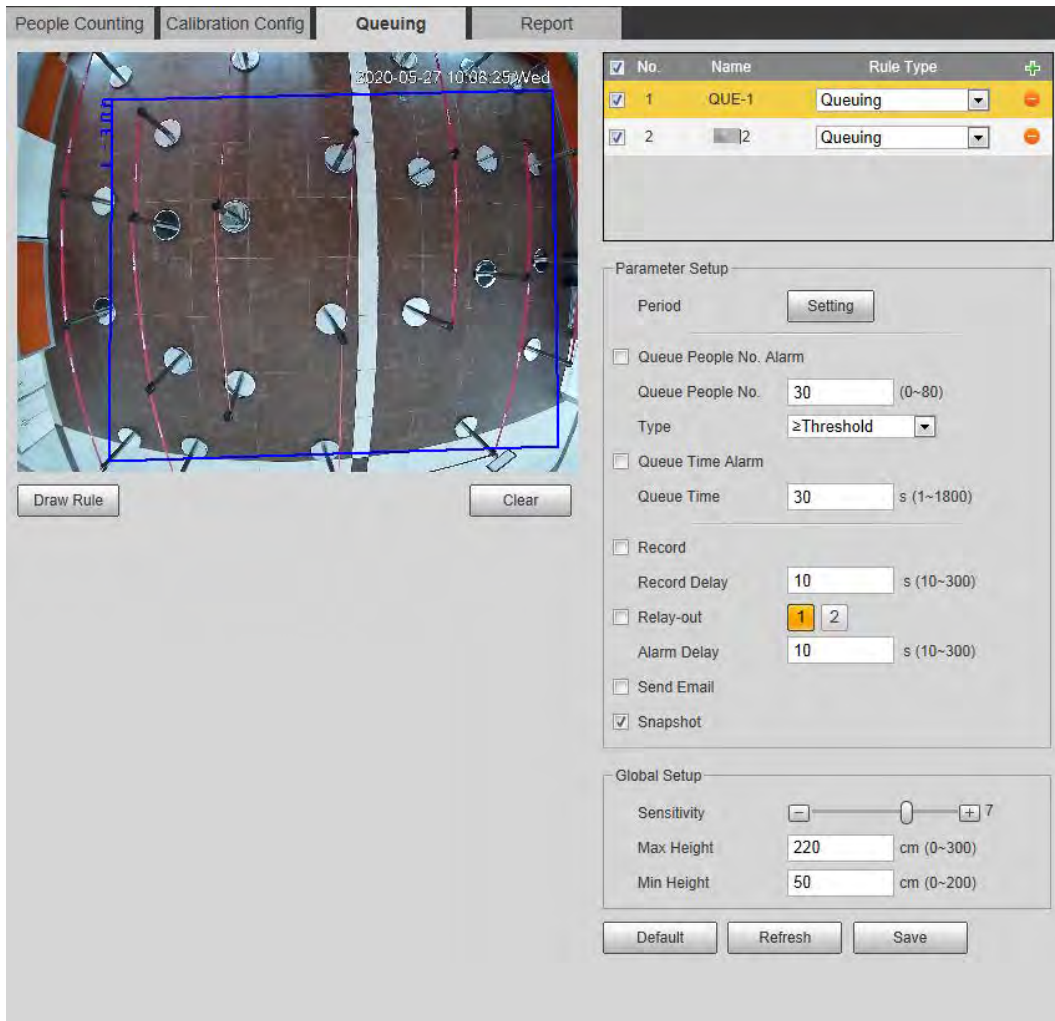 People Counting Calibration Config Queuing Report
2020-05-27 10:08:25 Wed
Draw Rule Clear
No. Name Rule Type
1 QUE-1 Queuing
2 2 Queuing
Parameter Setup
Period Setting
Queue People No. Alarm
Queue People No. 30 (0~80)
Type ≥Threshold
Queue Time Alarm
Queue Time 30 s (1~1800)
Record
Record Delay 10 s (10~300)
Relay-out 1 2
Alarm Delay 10 s (10~300)
Send Email
Snapshot
Global Setup
Sensitivity 7
Max Height 220 cm (0~300)
Min Height 50 cm (0~200)
Default Refresh Save